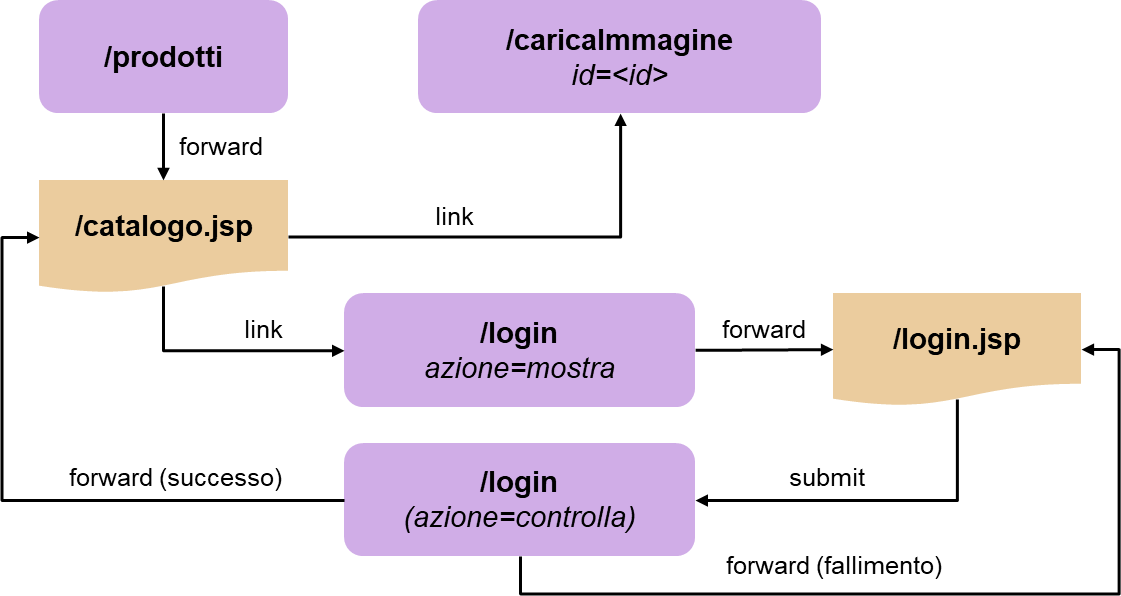 /prodotti
/caricaImmagine
id=<id>
forward
/catalogo.jsp
link
link
/login
azione=mostra
forward
/login.jsp
forward (successo)
/login
(azione=controlla)
submit
forward (fallimento)